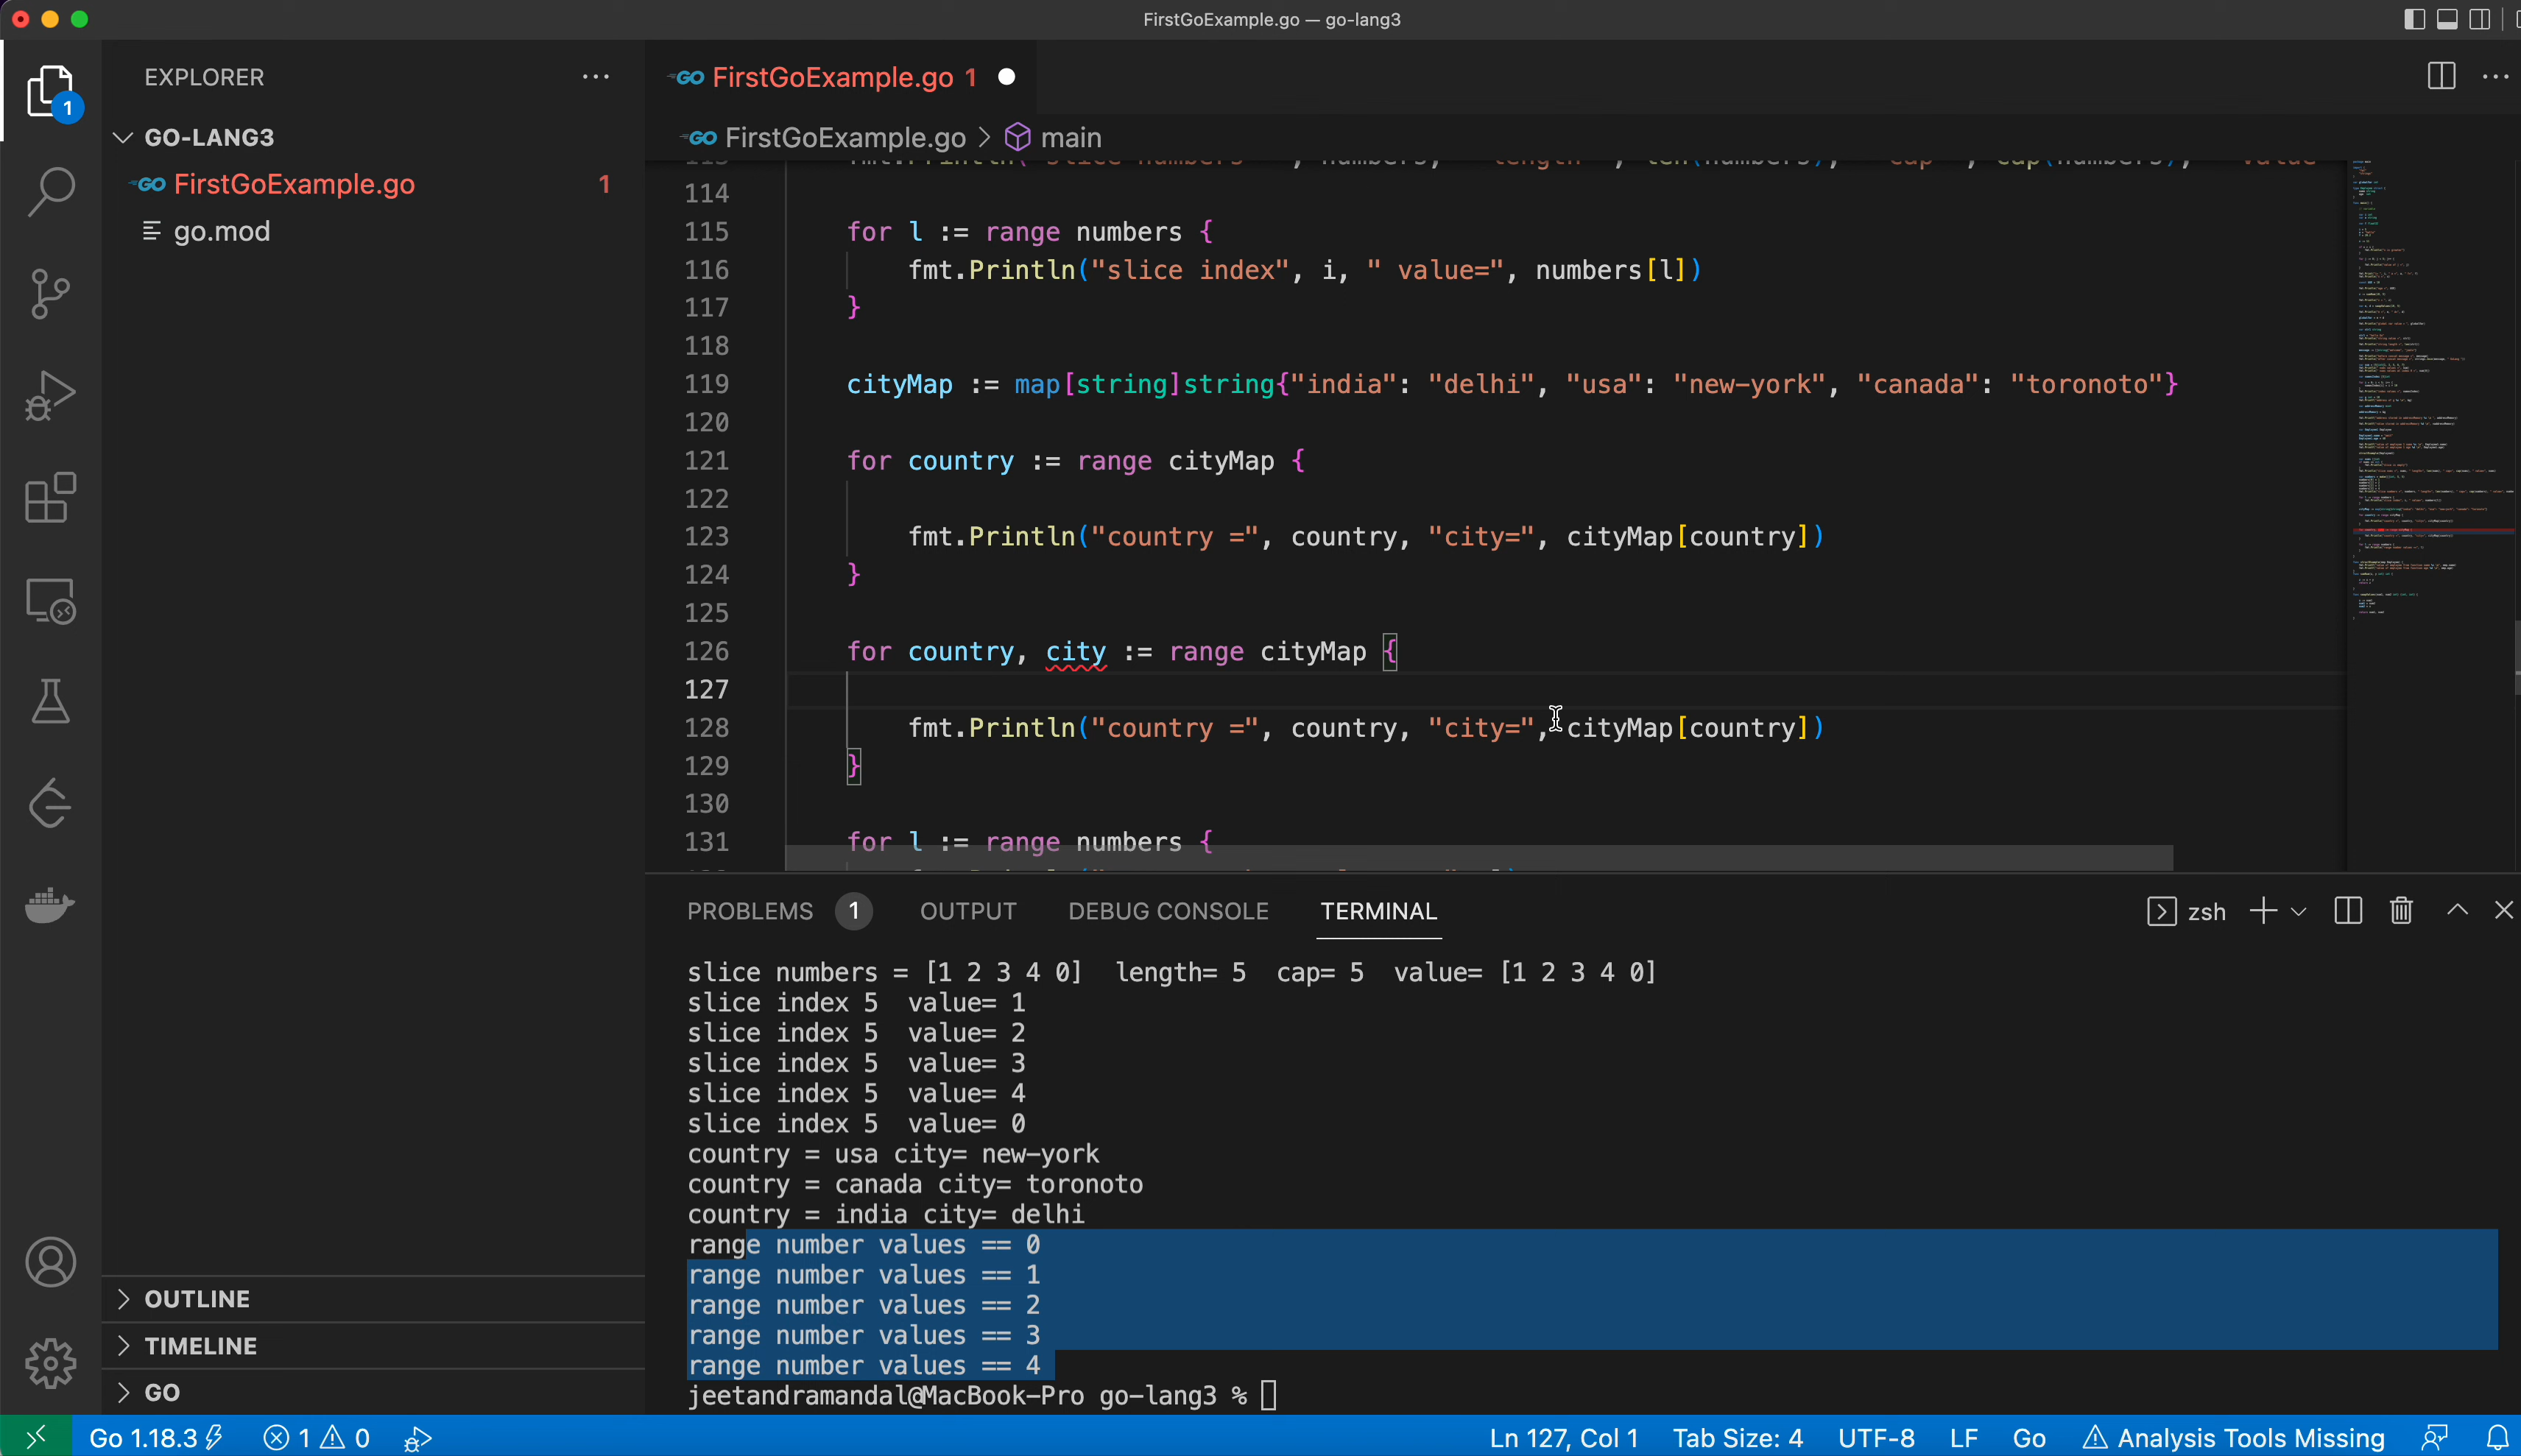 FirstGoExample.go — go-lang3
EXPLORER
GO FirstGoExample.go 1
1
GO-LANG3
GO FirstGoExample.go > main
GO FirstGoExample.go 1
go.mod
114
115 for l := range numbers {
116 fmt.Println("slice index", i, " value=", numbers[l])
117 }
118
119 cityMap := map[string]string{"india": "delhi", "usa": "new-york", "canada": "toronoto"}
120
121 for country := range cityMap {
122
123 fmt.Println("country =", country, "city=", cityMap[country])
124 }
125
126 for country, city := range cityMap {
127
128 fmt.Println("country =", country, "city=", cityMap[country])
129 }
130
131 for l := range numbers {
PROBLEMS 1 OUTPUT DEBUG CONSOLE TERMINAL zsh
slice numbers = [1 2 3 4 0] length= 5 cap= 5 value= [1 2 3 4 0]
slice index 5 value= 1
slice index 5 value= 2
slice index 5 value= 3
slice index 5 value= 4
slice index 5 value= 0
country = usa city= new-york
country = canada city= toronoto
country = india city= delhi
range number values == 0
range number values == 1
range number values == 2
range number values == 3
range number values == 4
jeetandramandal@MacBook-Pro go-lang3 %
OUTLINE
TIMELINE
GO
Go 1.18.3 1 0 Ln 127, Col 1 Tab Size: 4 UTF-8 LF Go Analysis Tools Missing